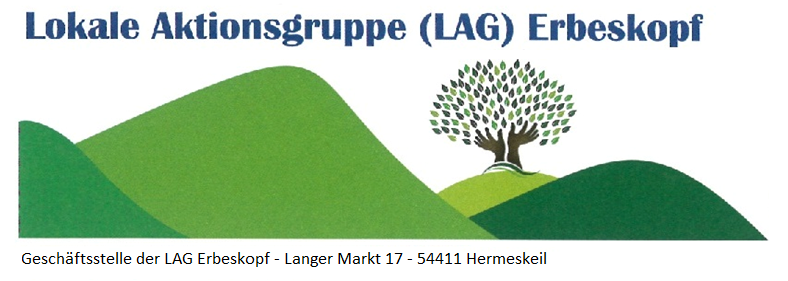 Lokale Aktionsgruppe (LAG) Erbeskopf
Geschäftsstelle der LAG Erbeskopf - Langer Markt 17 - 54411 Hermeskeil